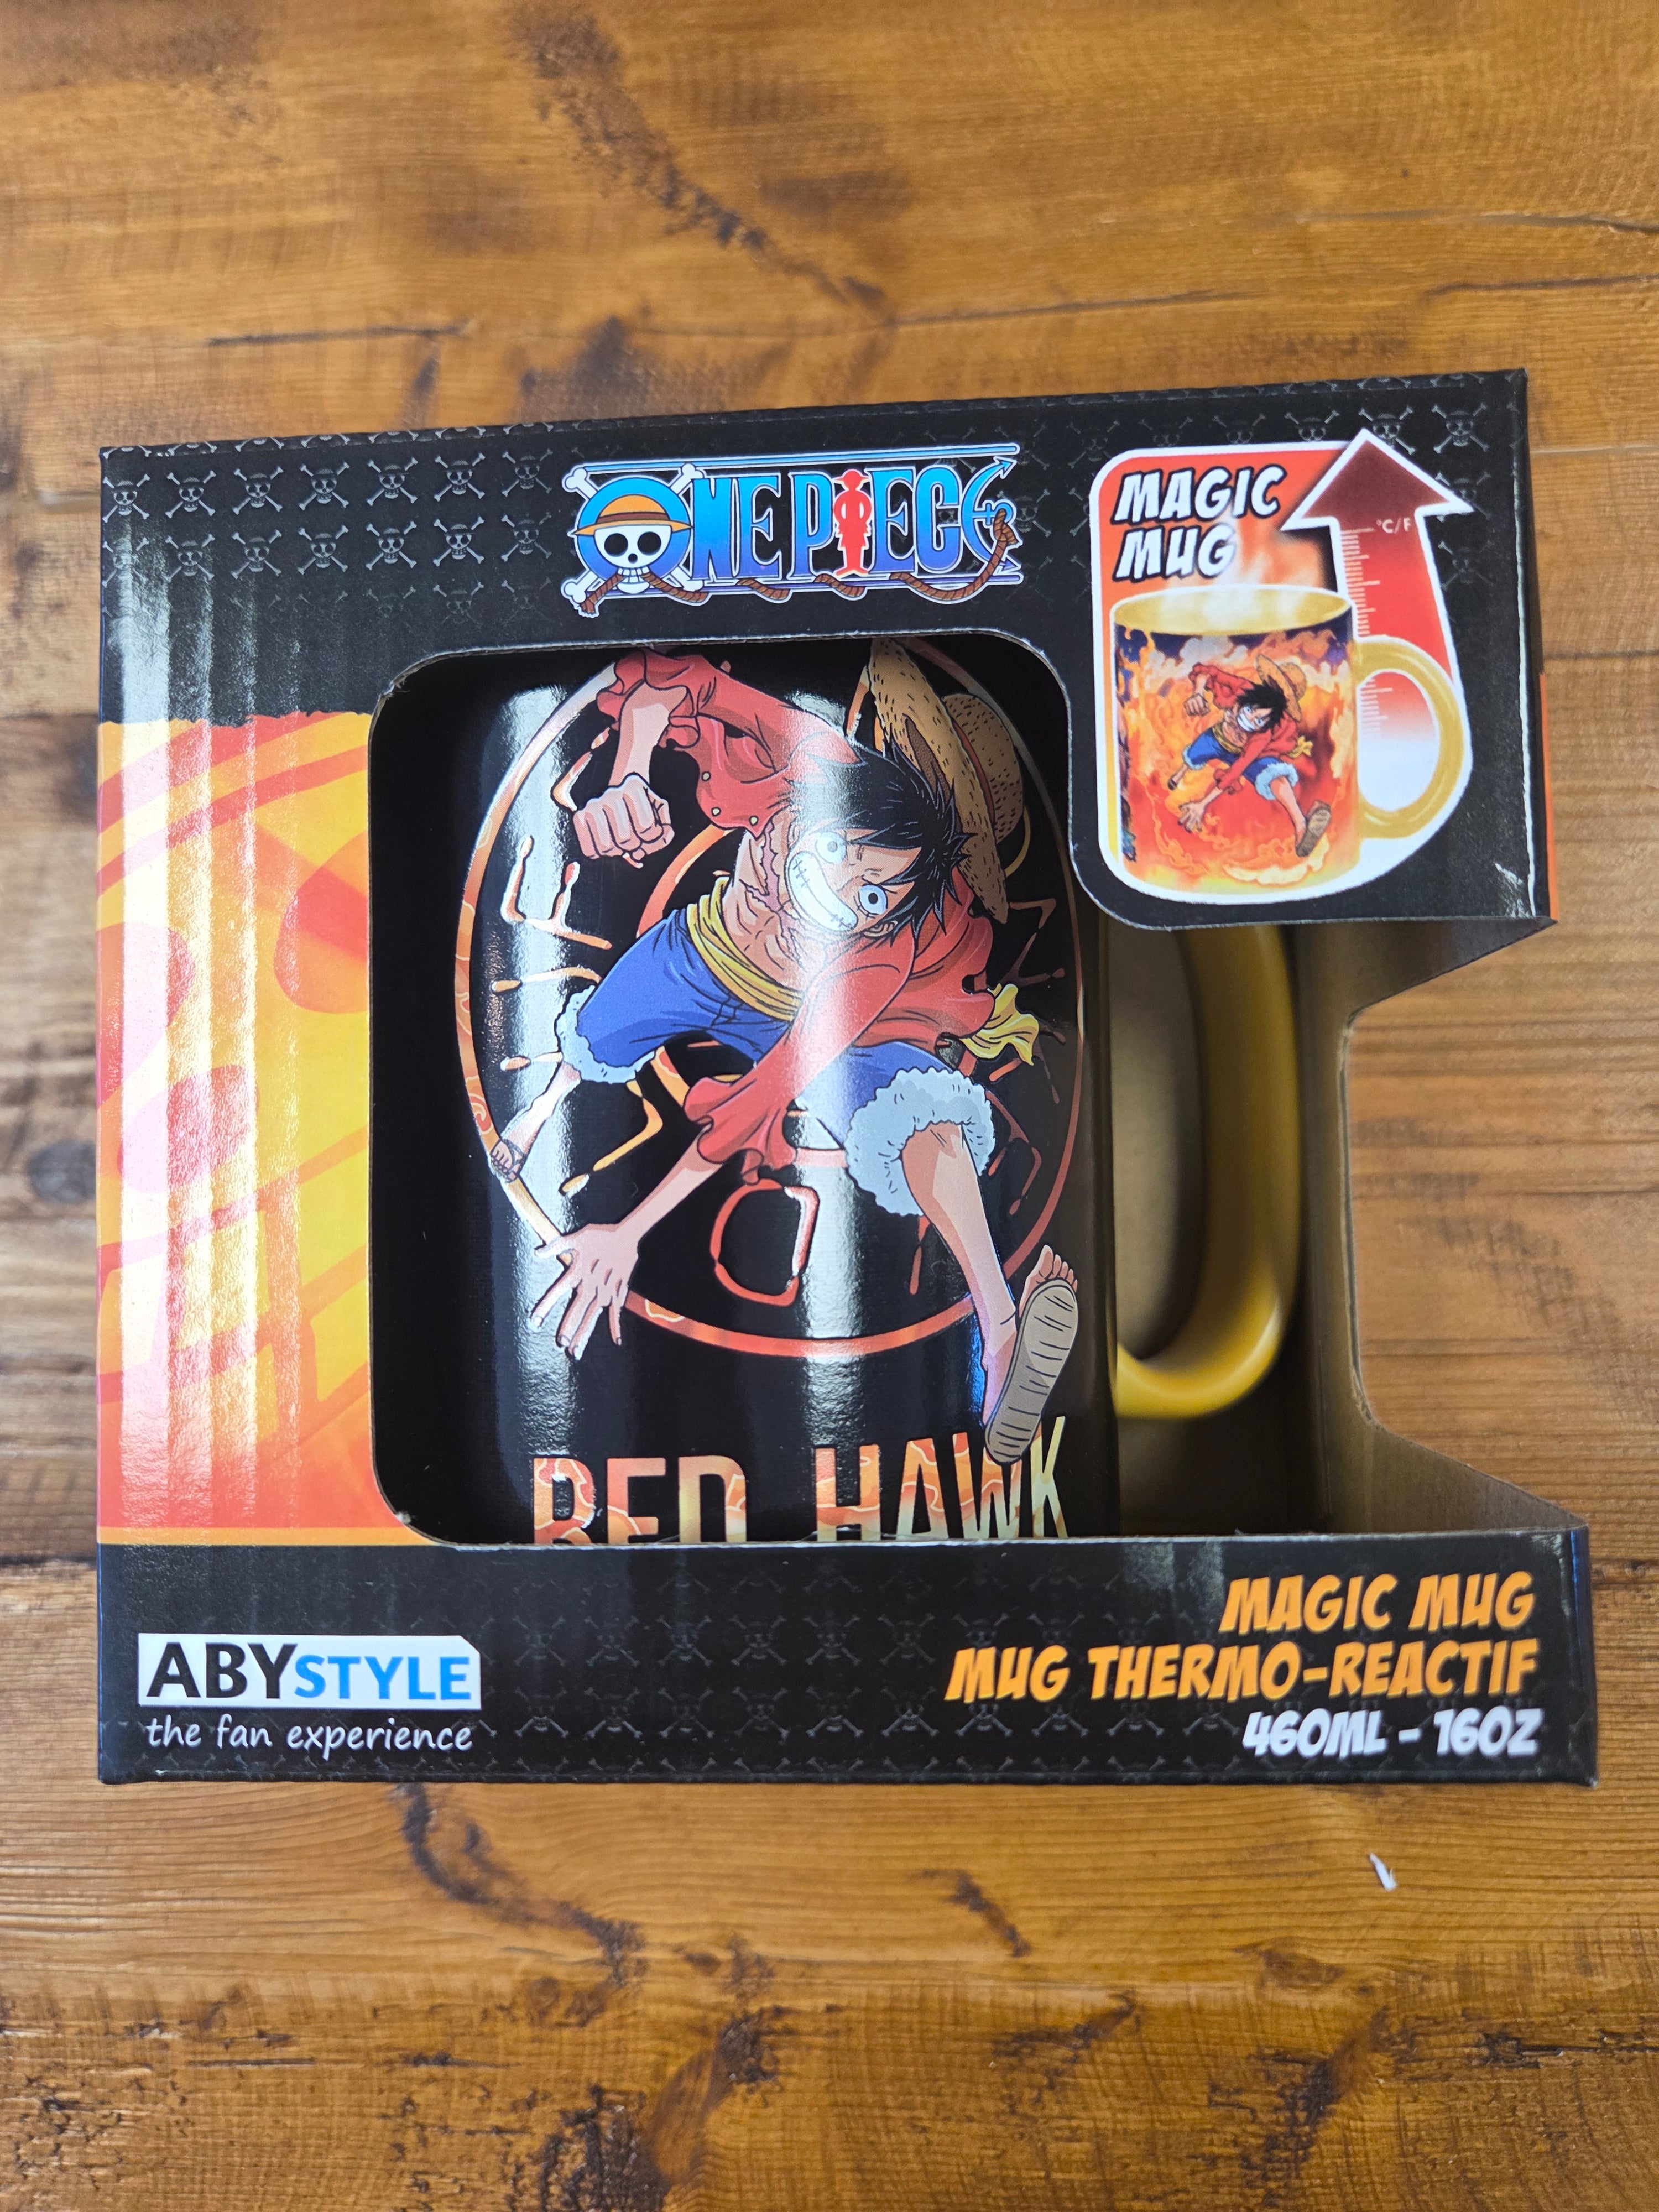 ONE PIECE
MAGIC
MUG
°C/F
RED HAWK
ABYSTYLE
the fan experience
MAGIC MUG
MUG THERMO-REACTIF
460ML - 16OZ